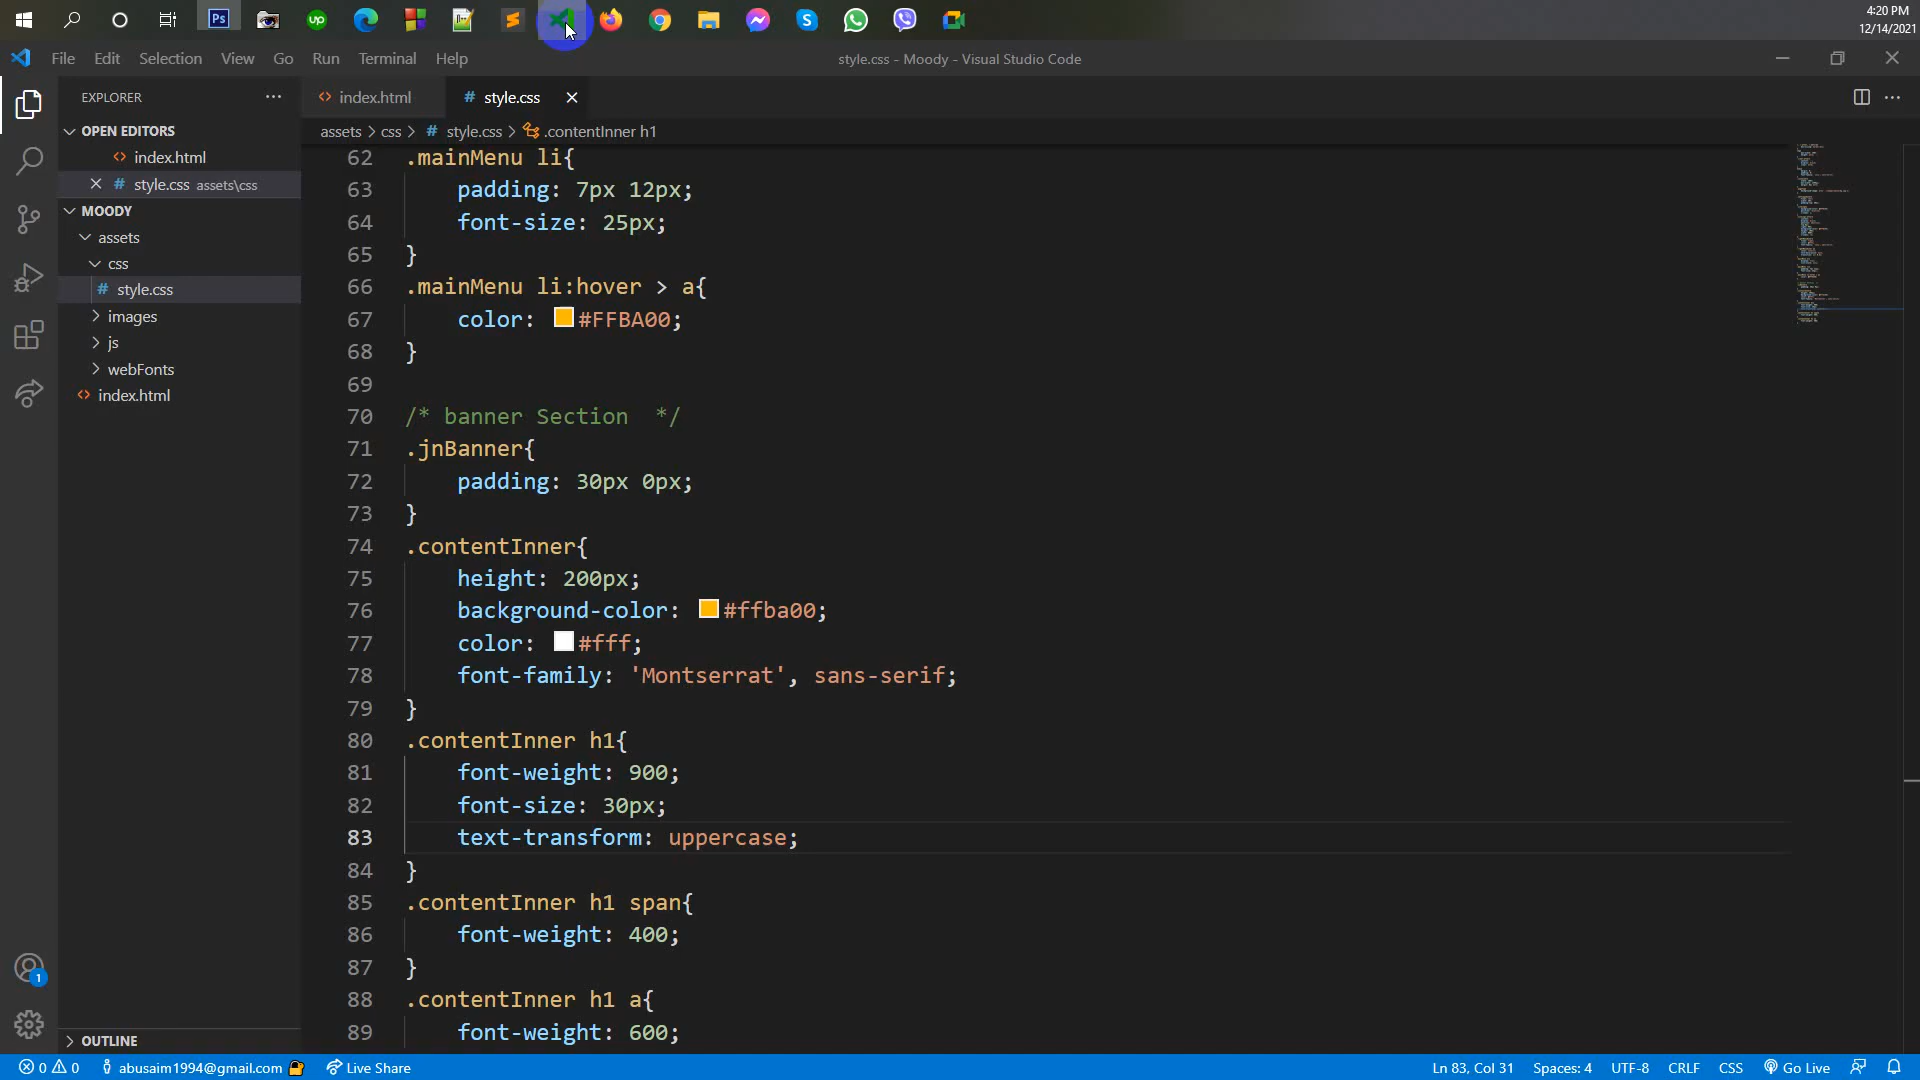 Ps
up
4:20 PM
12/14/2021
File Edit Selection View Go Run Terminal Help
style.css - Moody - Visual Studio Code
EXPLORER
OPEN EDITORS
index.html
style.css assets\css
MOODY
assets
css
style.css
images
js
webFonts
index.html
OUTLINE
index.html
style.css
assets > css > # style.css > .contentInner h1
62 .mainMenu li{
63 padding: 7px 12px;
64 font-size: 25px;
65 }
66 .mainMenu li:hover > a{
67 color: #FFBA00;
68 }
69
70 /* banner Section  */
71 .jnBanner{
72 padding: 30px 0px;
73 }
74 .contentInner{
75 height: 200px;
76 background-color: #ffba00;
77 color: #fff;
78 font-family: 'Montserrat', sans-serif;
79 }
80 .contentInner h1{
81 font-weight: 900;
82 font-size: 30px;
83 text-transform: uppercase;
84 }
85 .contentInner h1 span{
86 font-weight: 400;
87 }
88 .contentInner h1 a{
89 font-weight: 600;
1
0 0 abusaim1994@gmail.com Live Share
Ln 83, Col 31 Spaces: 4 UTF-8 CRLF CSS Go Live